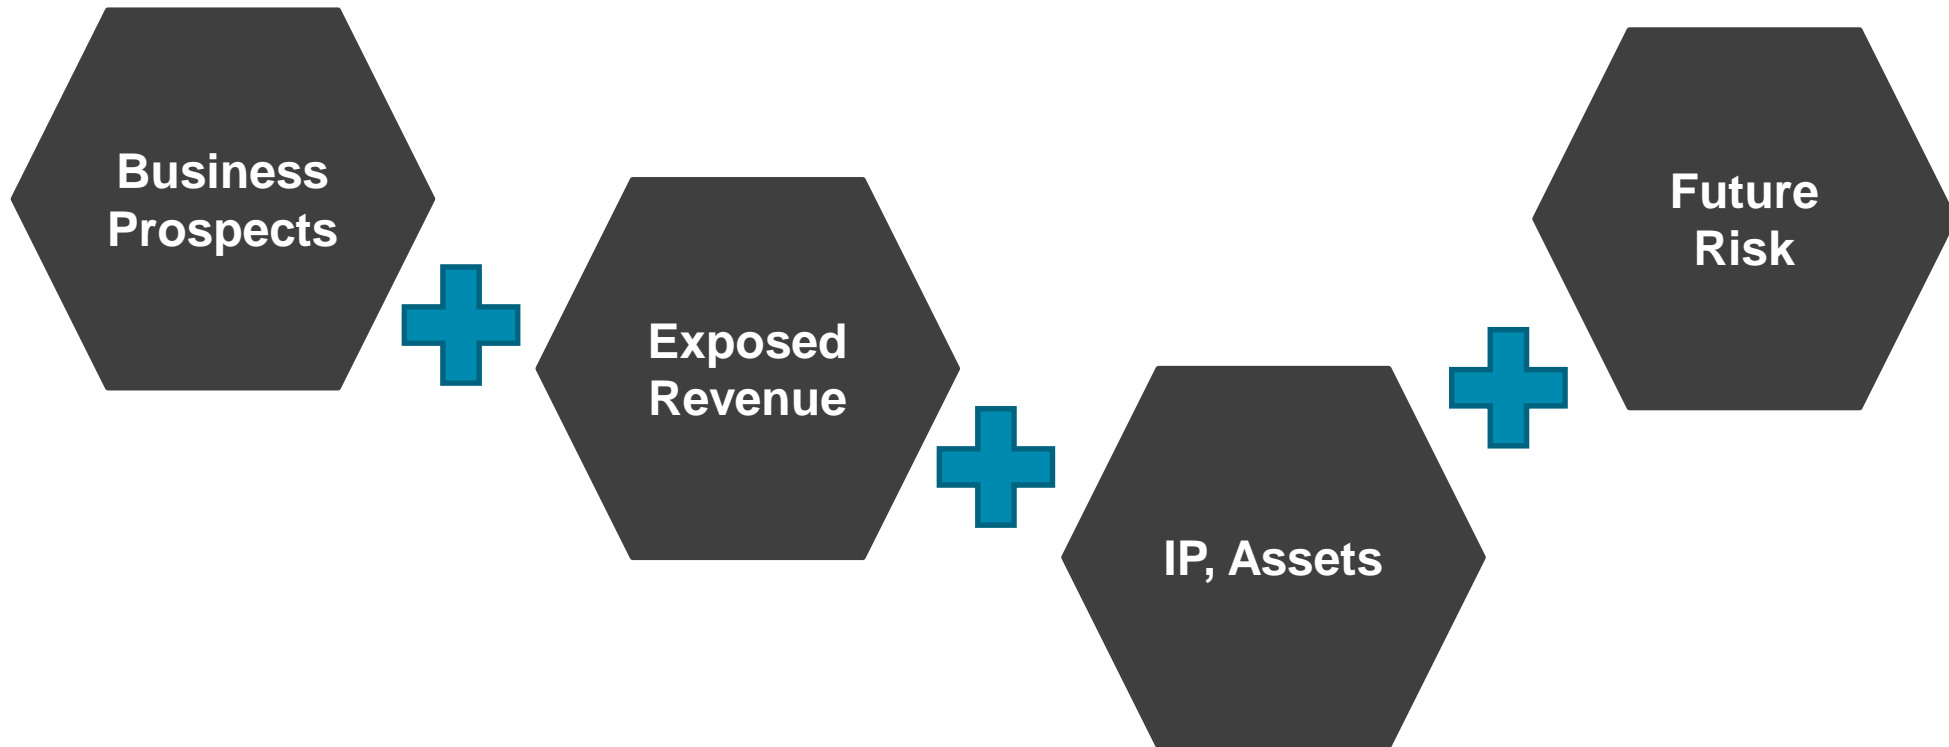 Business
Prospects
Exposed
Revenue
IP, Assets
Future
Risk